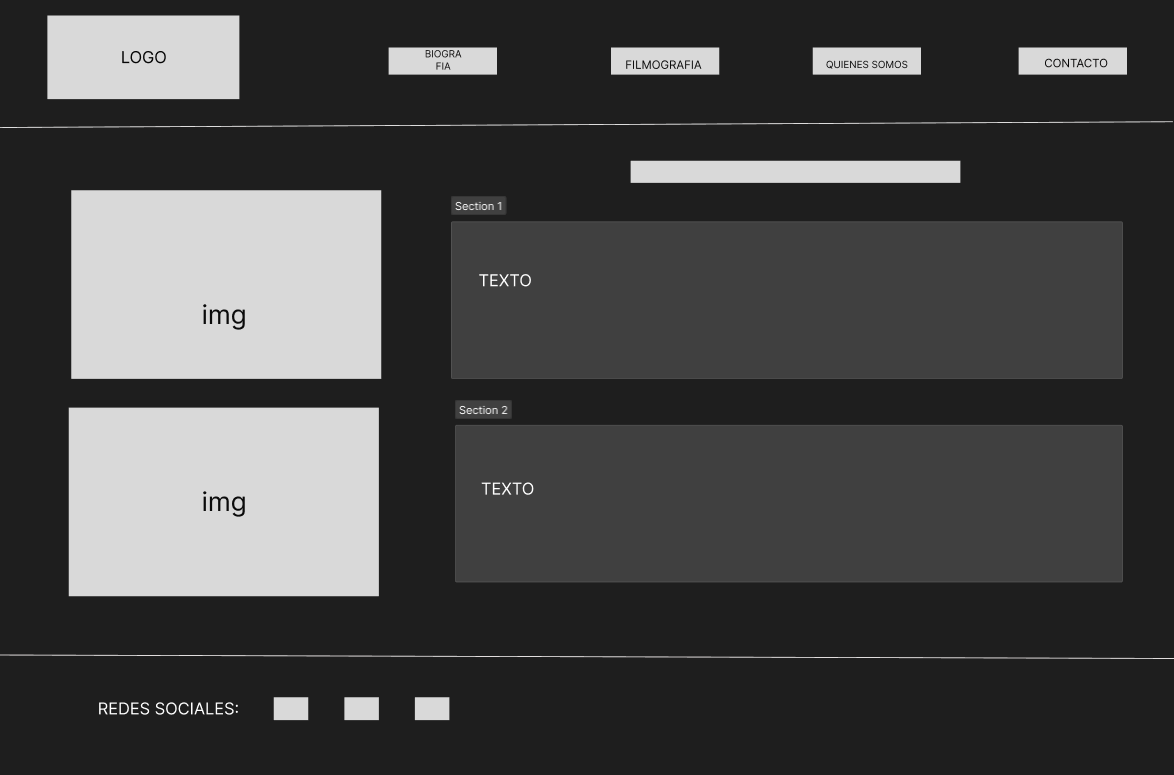 LOGO
BIOGRA
FIA
FILMOGRAFIA
QUIENES SOMOS
CONTACTO
Section 1
img
TEXTO
Section 2
img
TEXTO
REDES SOCIALES: